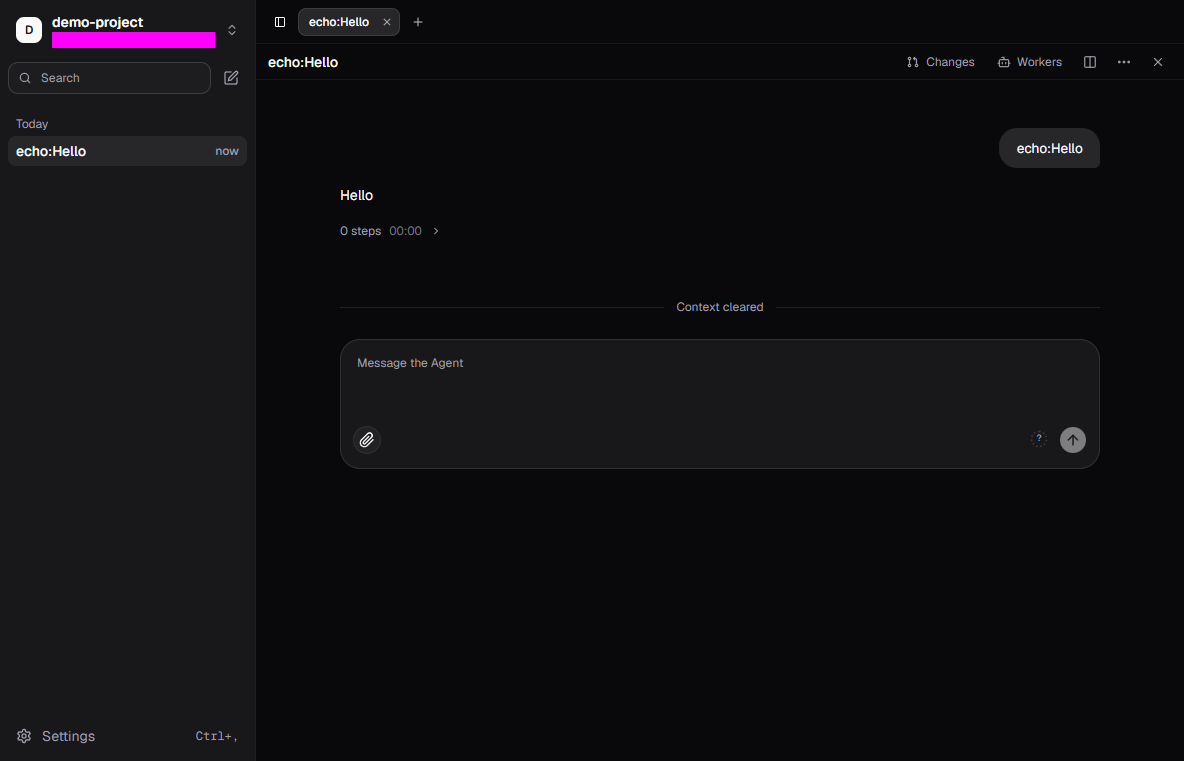 D
demo-project
Search
Today
echo:Hello now
Settings Ctrl+,
echo:Hello
echo:Hello
Changes
Workers
echo:Hello
Hello
0 steps 00:00
Context cleared
Message the Agent
?